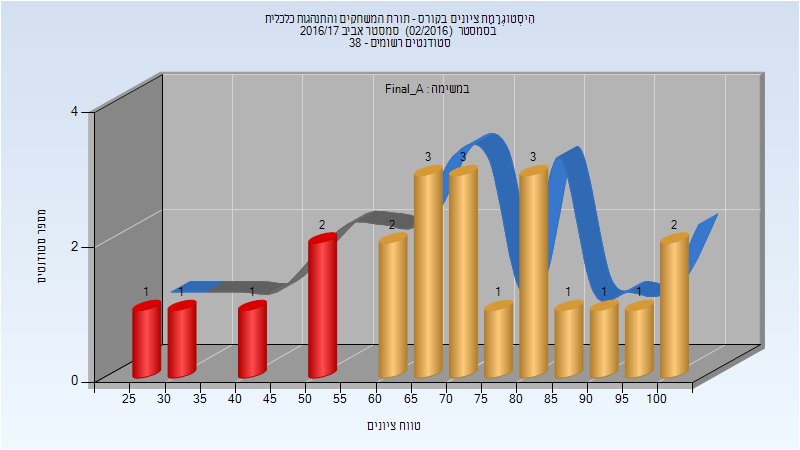 היסטוגרמת ציונים בקורס - תורת המשחקים והתנהגות כלכלית
בסמסטר (02/2016) סמסטר אביב 2016/17
סטודנטים רשומים - 38
במשימה : Final_A
מספר סטודנטים
4
2
0
1 1 1 2 2 3 3 1 3 1 1 1 2
25 30 35 40 45 50 55 60 65 70 75 80 85 90 95 100
טווח ציונים